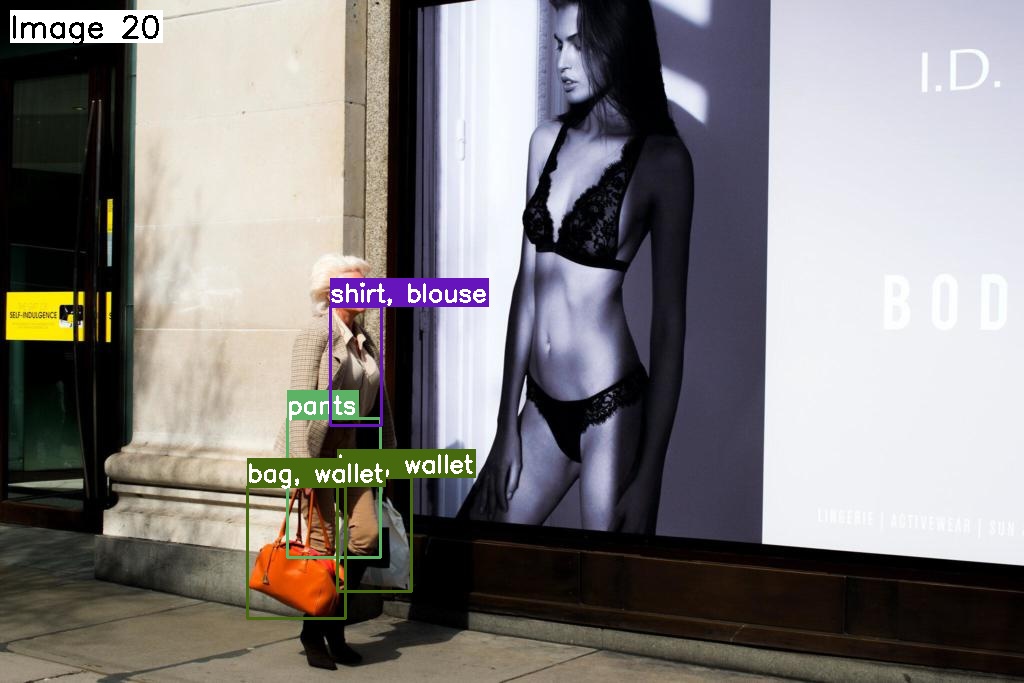 Image 20
I.D.
shirt, blouse
BOD
SELF-INDULGENCE
pants
wallet
bag, wallet
LINGERIE | ACTIVEWEAR | SUN